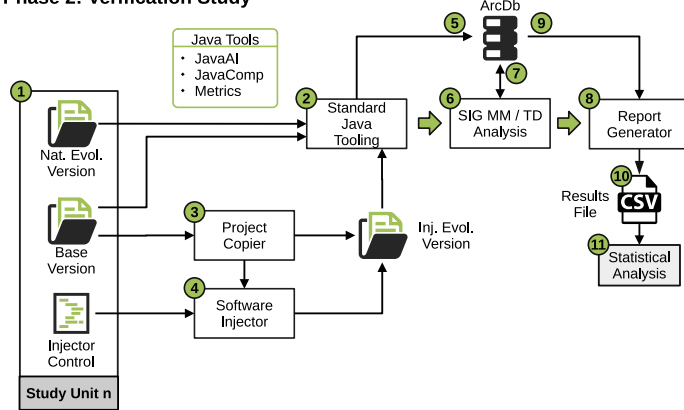 Phase 2: Verification Study
ArcDb
5
9
7
Java Tools
• JavaAI
• JavaComp
• Metrics
1
Nat. Evol.
Version
2
Standard
Java
Tooling
6
SIG MM / TD
Analysis
8
Report
Generator
Base
Version
3
Project
Copier
Inj. Evol.
Version
10
Results
File
CSV
11
Statistical
Analysis
4
Software
Injector
Injector
Control
Study Unit n